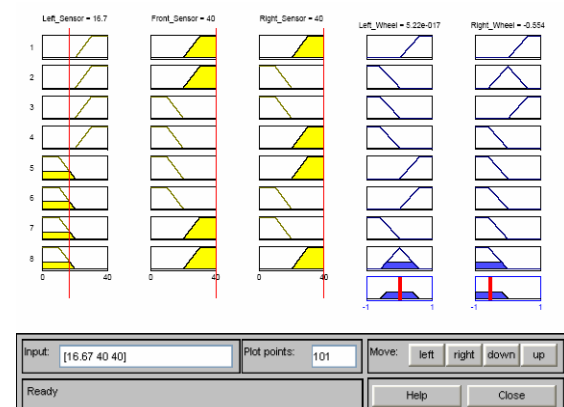 Left_Sensor = 16.7
Front_Sensor = 40
Right_Sensor = 40
Left_Wheel = 5.22e-017
Right_Wheel = -0.554
1
2
3
4
5
6
7
8
0 40
0 40
0 40
-1 1
-1 1
Input: [16.67 40 40]
Plot points: 101
Move: left right down up
Ready
Help Close